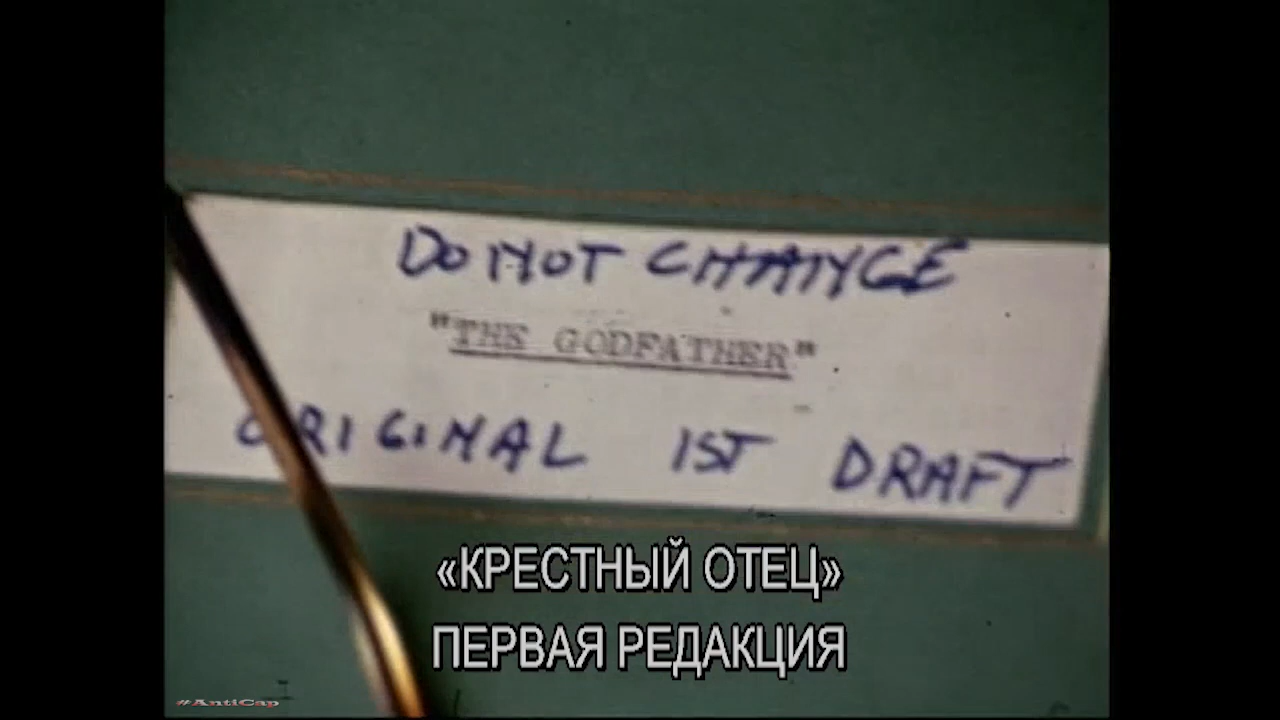 DO NOT CHANGE
"THE GODFATHER"
ORIGINAL 1ST DRAFT
«КРЕСТНЫЙ ОТЕЦ»
ПЕРВАЯ РЕДАКЦИЯ
#AntiCap